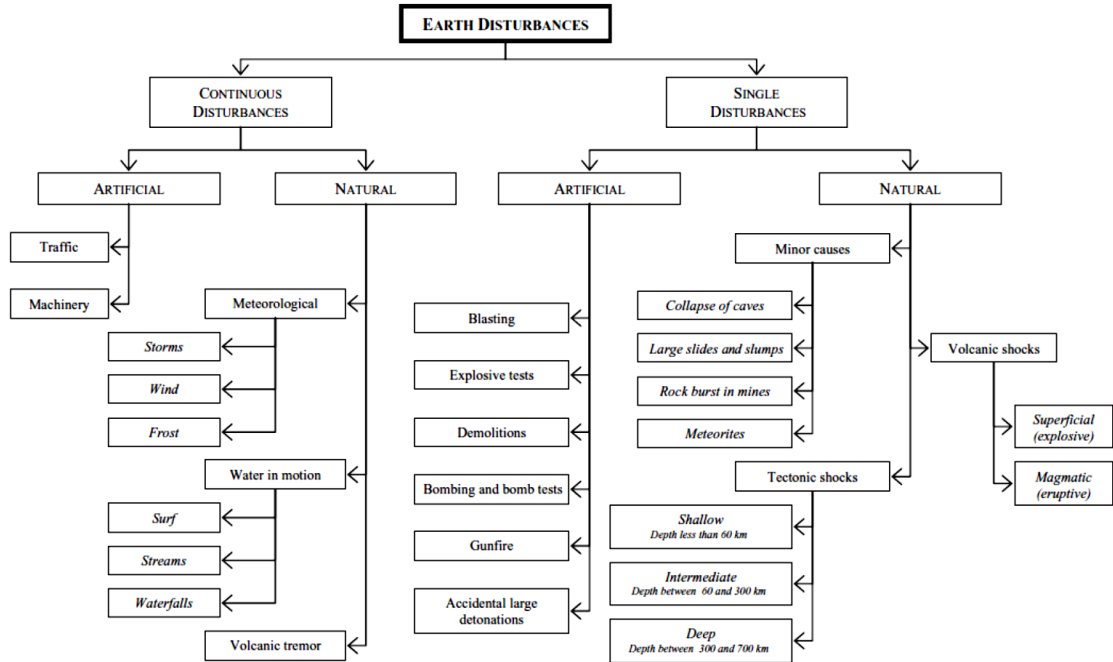 EARTH DISTURBANCES
CONTINUOUS
DISTURBANCES
SINGLE
DISTURBANCES
ARTIFICIAL
NATURAL
ARTIFICIAL
NATURAL
Traffic
Machinery
Meteorological
Storms
Wind
Frost
Water in motion
Surf
Streams
Waterfalls
Volcanic tremor
Blasting
Explosive tests
Demolitions
Bombing and bomb tests
Gunfire
Accidental large
detonations
Minor causes
Collapse of caves
Large slides and slumps
Rock burst in mines
Meteorites
Tectonic shocks
Shallow
Depth less than 60 km
Intermediate
Depth between 60 and 300 km
Deep
Depth between 300 and 700 km
Volcanic shocks
Superficial
(explosive)
Magmatic
(eruptive)